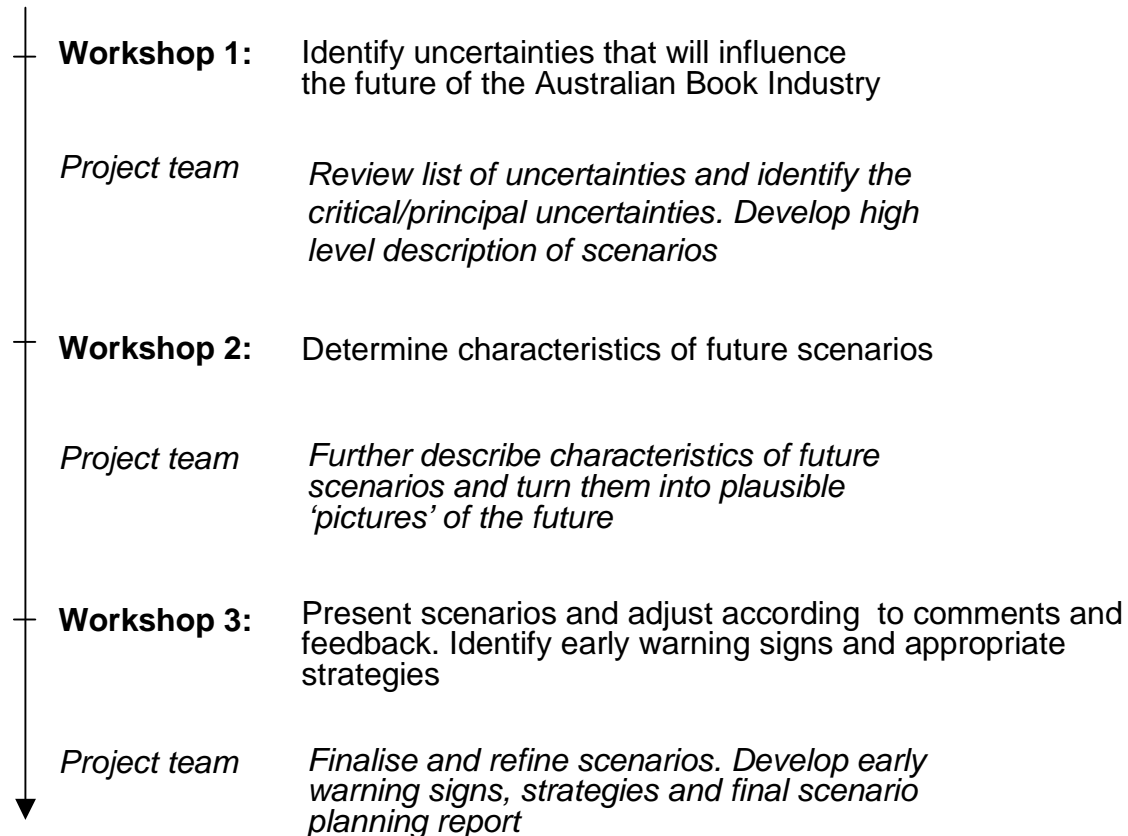 Workshop 1: Identify uncertainties that will influence
the future of the Australian Book Industry
Project team Review list of uncertainties and identify the
critical/principal uncertainties. Develop high
level description of scenarios
Workshop 2: Determine characteristics of future scenarios
Project team Further describe characteristics of future
scenarios and turn them into plausible
‘pictures’ of the future
Workshop 3: Present scenarios and adjust according  to comments and
feedback. Identify early warning signs and appropriate
strategies
Project team Finalise and refine scenarios. Develop early
warning signs, strategies and final scenario
planning report